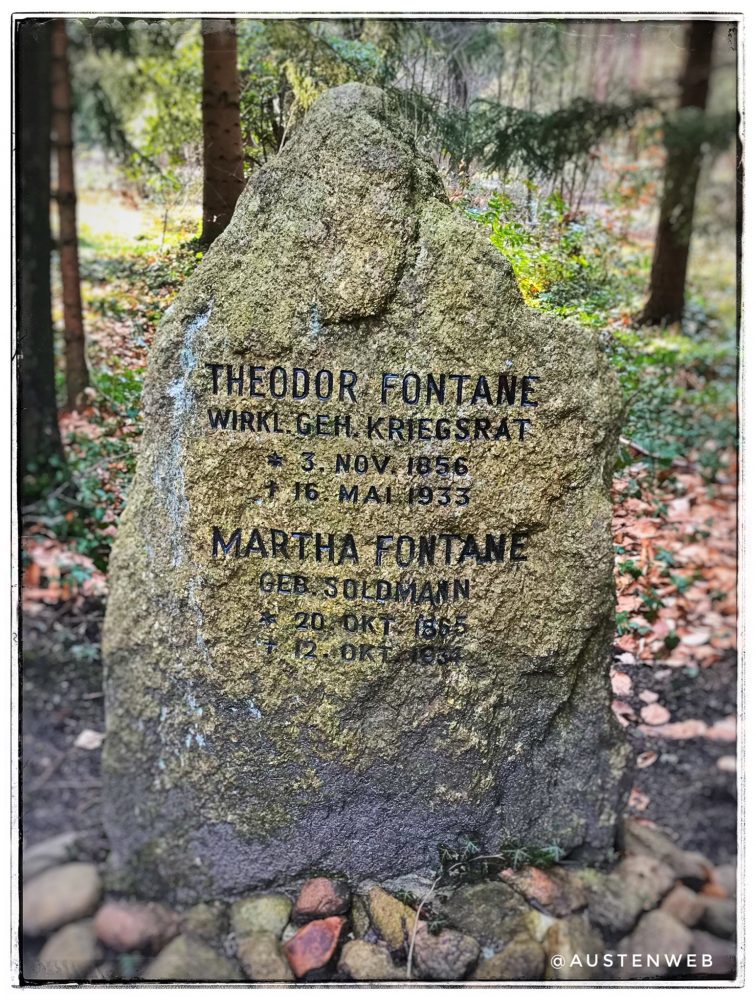 THEODOR FONTANE
WIRKL. GEH. KRIEGSRAT
* 3. NOV. 1856
† 16. MAI 1933
MARTHA FONTANE
GEB. SOLDMANN
* 20. OKT. 1865
† 12. OKT.
@AUSTENWEB